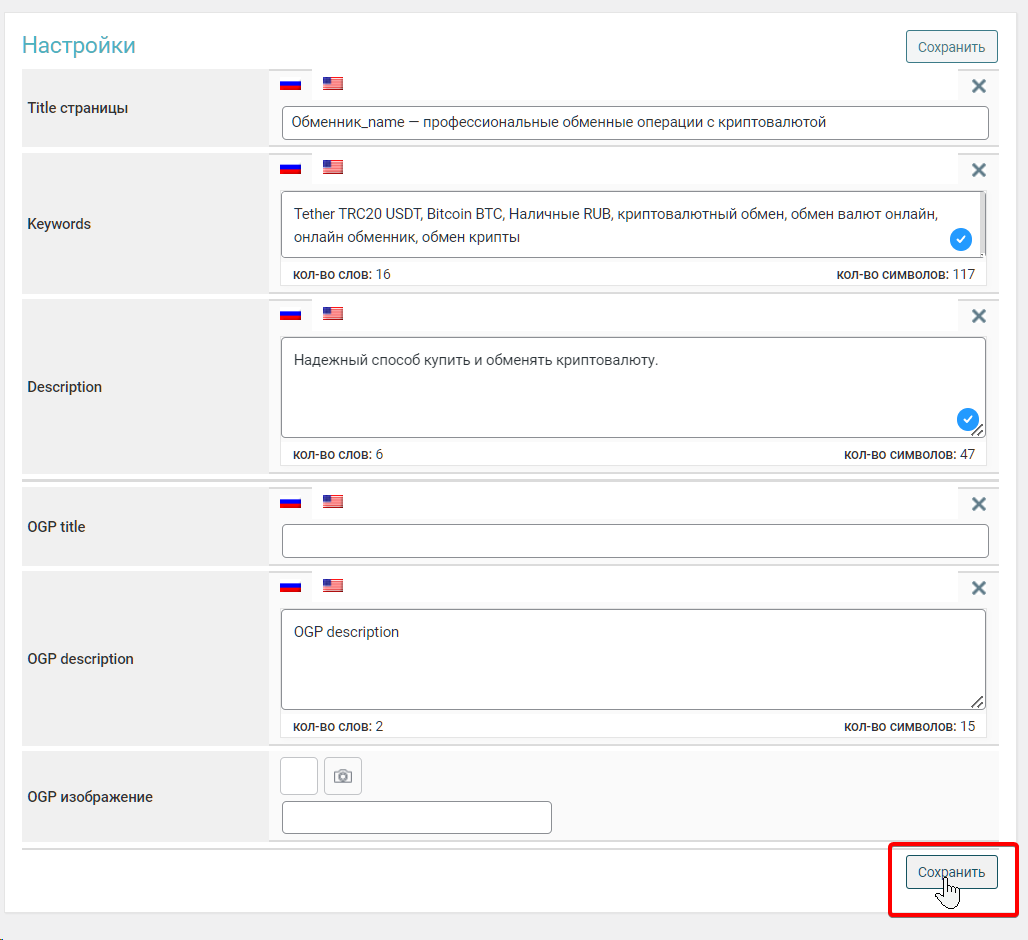 Настройки
Сохранить
Title страницы
Обменник_name — профессиональные обменные операции с криптовалютой
Keywords
Tether TRC20 USDT, Bitcoin BTC, Наличные RUB, криптовалютный обмен, обмен валют онлайн,
онлайн обменник, обмен крипты
кол-во слов: 16
кол-во символов: 117
Description
Надежный способ купить и обменять криптовалюту.
кол-во слов: 6
кол-во символов: 47
OGP title
OGP description
OGP description
кол-во слов: 2
кол-во символов: 15
OGP изображение
Сохранить